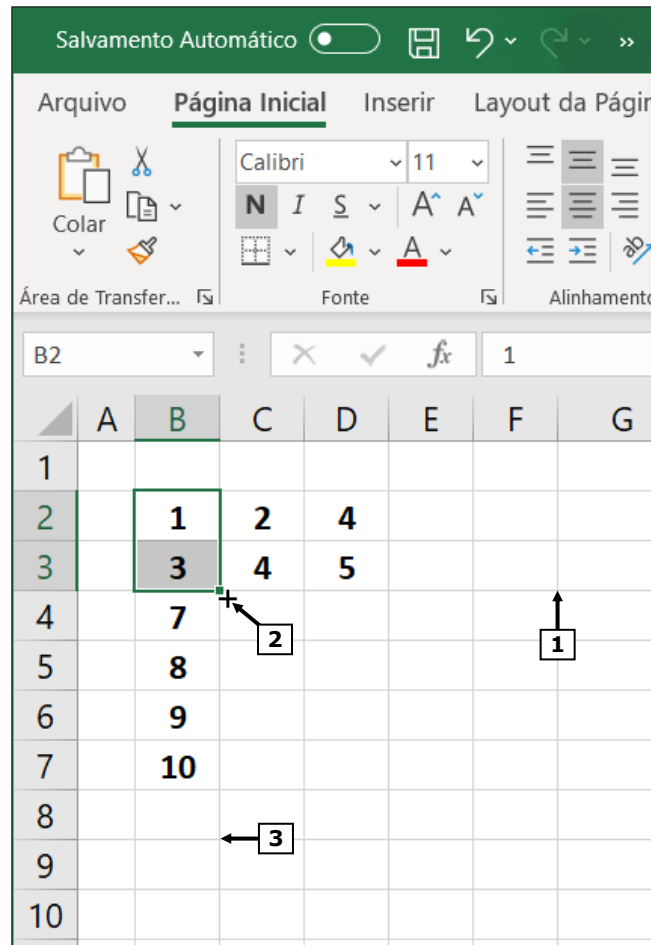 Salvamento Automático
Arquivo Página Inicial Inserir Layout da Págin
Calibri 11
N I S A A A
Colar
Área de Transfer... Fonte Alinhamento
B2 fx 1
A B C D E F G
1
2 1 2 4
3 3 4 5
4 7
2
1
5 8
6 9
7 10
8
3
9
10